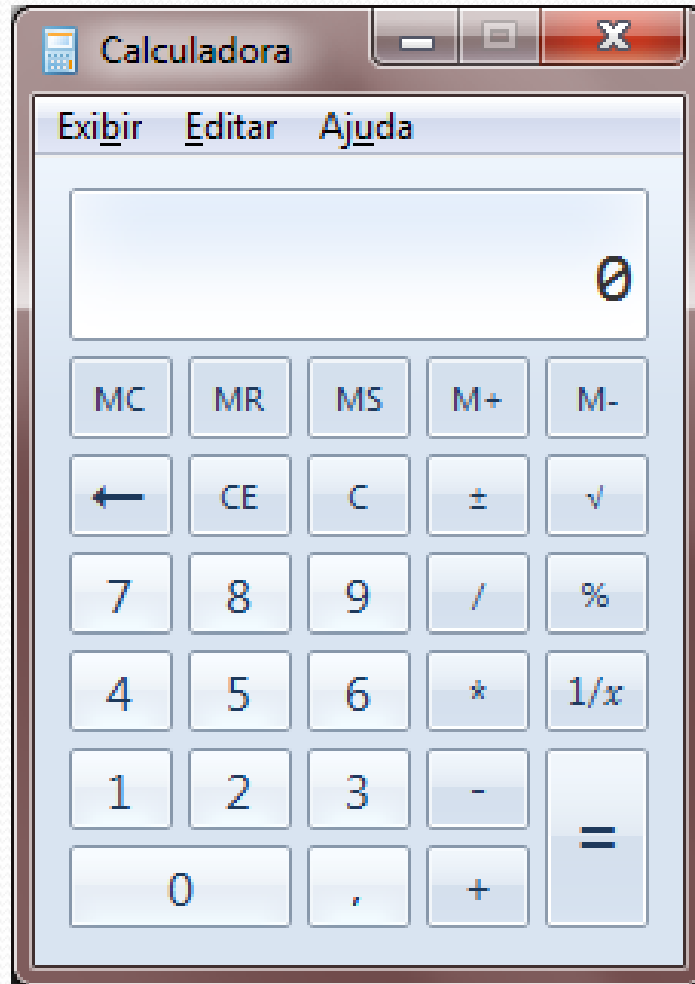 Calculadora
Exibir Editar Ajuda
0
MC MR MS M+ M-
← CE C ± √
7 8 9 / %
4 5 6 * 1/x
1 2 3 - =
0 , +